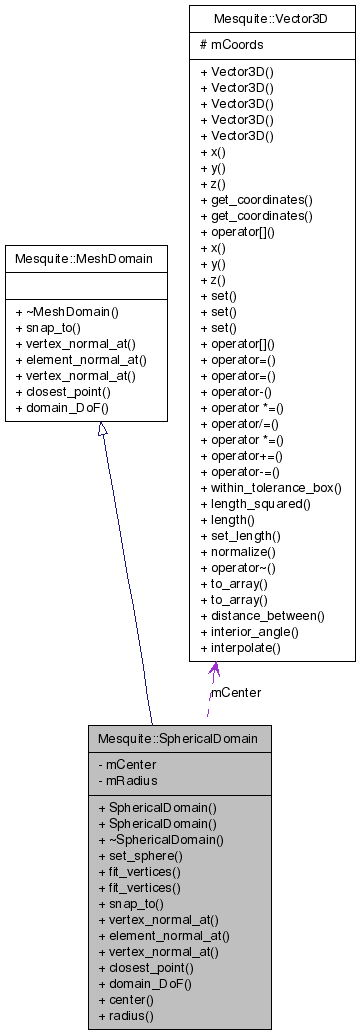 Mesquite::Vector3D
# mCoords
+ Vector3D()
+ Vector3D()
+ Vector3D()
+ Vector3D()
+ Vector3D()
+ x()
+ y()
+ z()
+ get_coordinates()
+ get_coordinates()
+ operator[]()
+ x()
+ y()
+ z()
+ set()
+ set()
+ set()
+ operator[]()
+ operator=()
+ operator=()
+ operator-()
+ operator *=()
+ operator/=()
+ operator *=()
+ operator+=()
+ operator-=()
+ within_tolerance_box()
+ length_squared()
+ length()
+ set_length()
+ normalize()
+ operator~()
+ to_array()
+ to_array()
+ distance_between()
+ interior_angle()
+ interpolate()
Mesquite::MeshDomain
+ ~MeshDomain()
+ snap_to()
+ vertex_normal_at()
+ element_normal_at()
+ vertex_normal_at()
+ closest_point()
+ domain_DoF()
mCenter
Mesquite::SphericalDomain
- mCenter
- mRadius
+ SphericalDomain()
+ SphericalDomain()
+ ~SphericalDomain()
+ set_sphere()
+ fit_vertices()
+ fit_vertices()
+ snap_to()
+ vertex_normal_at()
+ element_normal_at()
+ vertex_normal_at()
+ closest_point()
+ domain_DoF()
+ center()
+ radius()